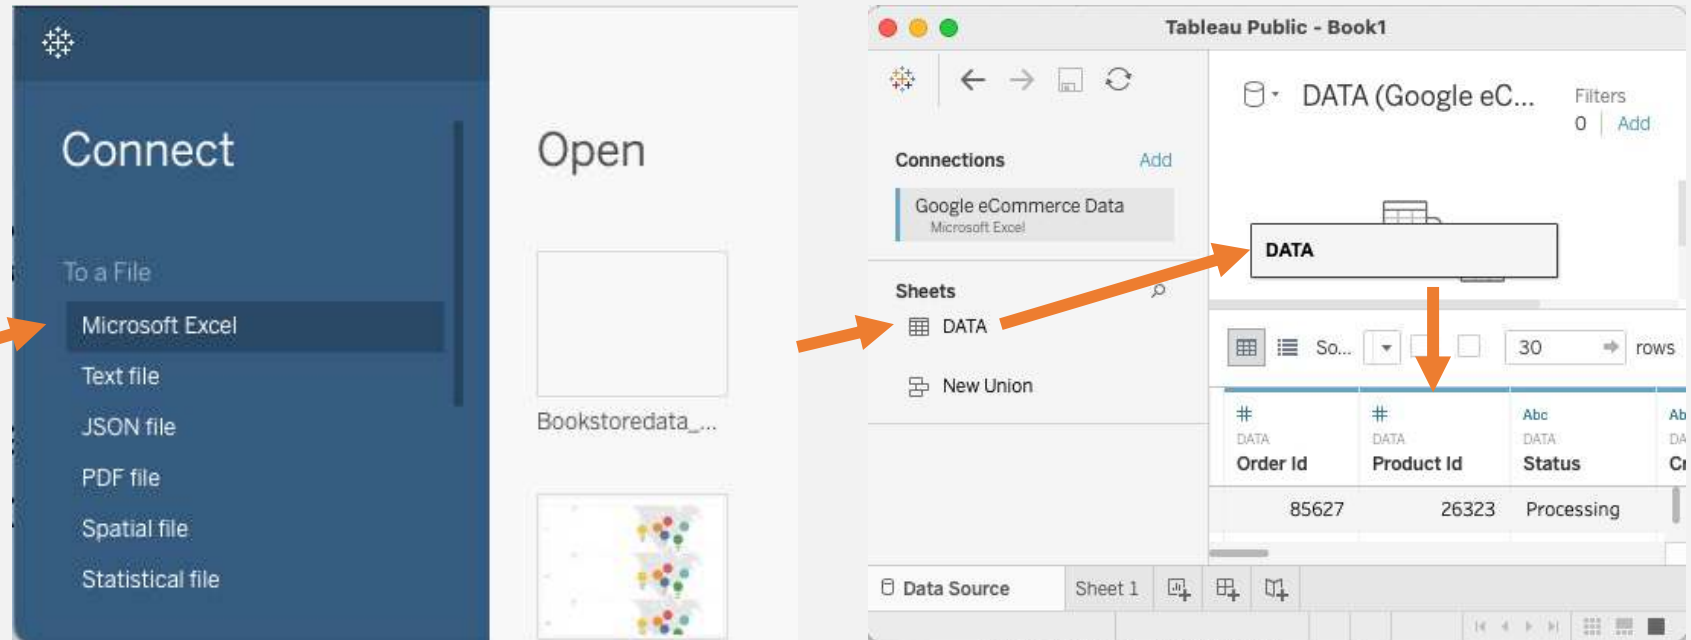 Connect
To a File
Microsoft Excel
Text file
JSON file
PDF file
Spatial file
Statistical file
Open
Bookstoredata_...
Tableau Public - Book1
Connections Add
Google eCommerce Data
Microsoft Excel
Sheets
DATA
New Union
DATA (Google eC...
Filters
0 Add
DATA
So... 30 rows
# # Abc Ab
DATA DATA DATA DA
Order Id Product Id Status
85627 26323 Processing
Data Source Sheet 1